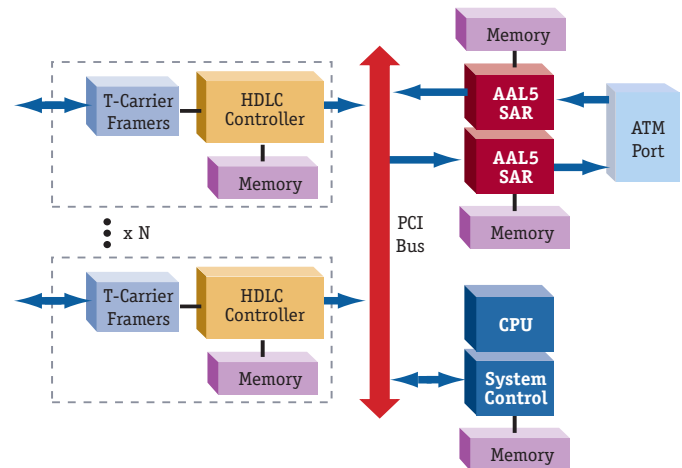 Memory
T-Carrier
Framers
HDLC
Controller
Memory
x N
T-Carrier
Framers
HDLC
Controller
Memory
PCI
Bus
AAL5
SAR
AAL5
SAR
Memory
ATM
Port
CPU
System
Control
Memory